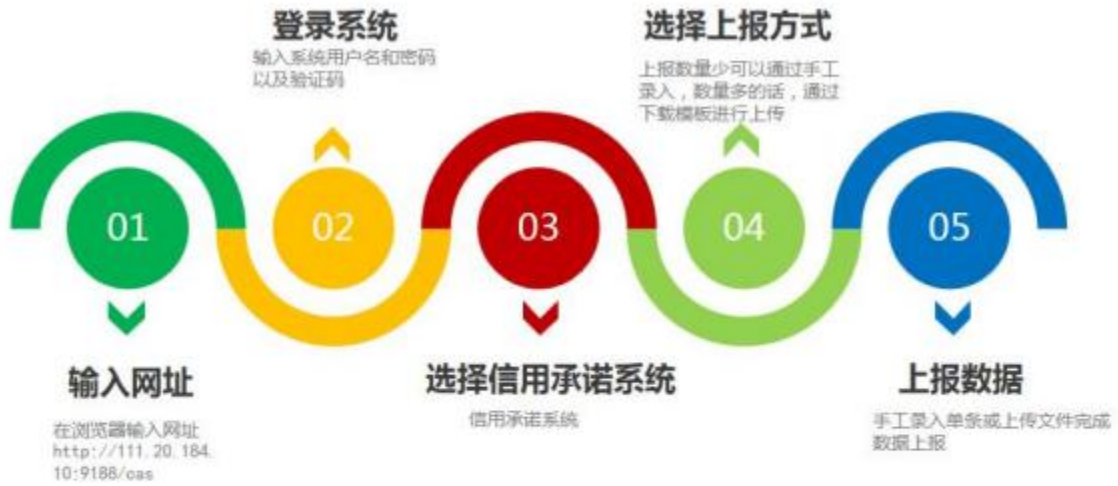 登录系统
输入系统用户名和密码
以及验证码
选择上报方式
上报数量少可以通过手工
录入，数量多的话，通过
下载模板进行上传
01
02
03
04
05
输入网址
在浏览器输入网址
http://111.20.184.
10:9188/cas
选择信用承诺系统
信用承诺系统
上报数据
手工录入单条或上传文件完成
数据上报